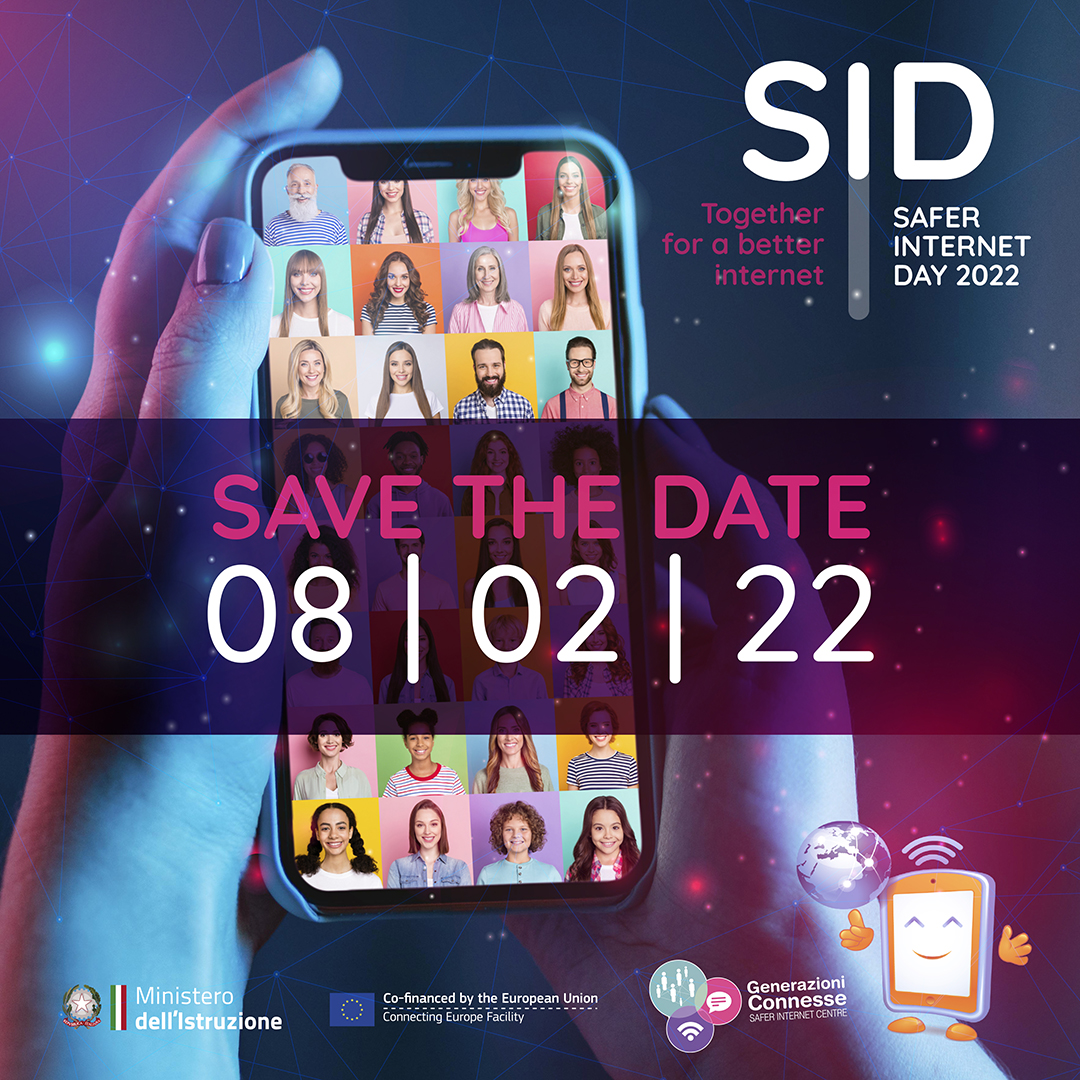 SID
Together
for a better
internet
SAFER
INTERNET
DAY 2022
SAVE THE DATE
08 | 02 | 22
Ministero
dell'Istruzione
Co-financed by the European Union
Connecting Europe Facility
Generazioni
Connesse
SAFER INTERNET CENTRE